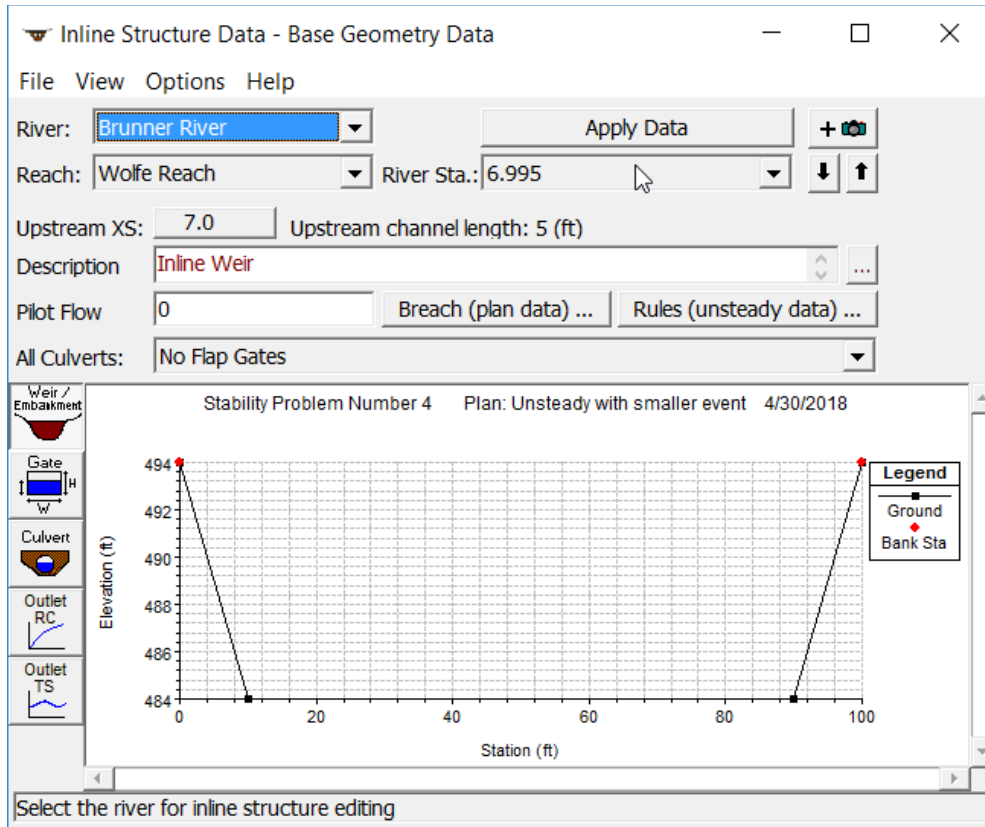 Inline Structure Data - Base Geometry Data
File View Options Help
River: Brunner River Apply Data +
Reach: Wolfe Reach River Sta.: 6.995
Upstream XS: 7.0 Upstream channel length: 5 (ft)
Description Inline Weir ...
Pilot Flow 0 Breach (plan data) ... Rules (unsteady data) ...
All Culverts: No Flap Gates
Weir /
Embankment
Gate
H
W
Culvert
Outlet
RC
Outlet
TS
Stability Problem Number 4 Plan: Unsteady with smaller event 4/30/2018
494
492
490
488
486
484
Elevation (ft)
0 20 40 60 80 100
Station (ft)
Legend
Ground
Bank Sta
Select the river for inline structure editing